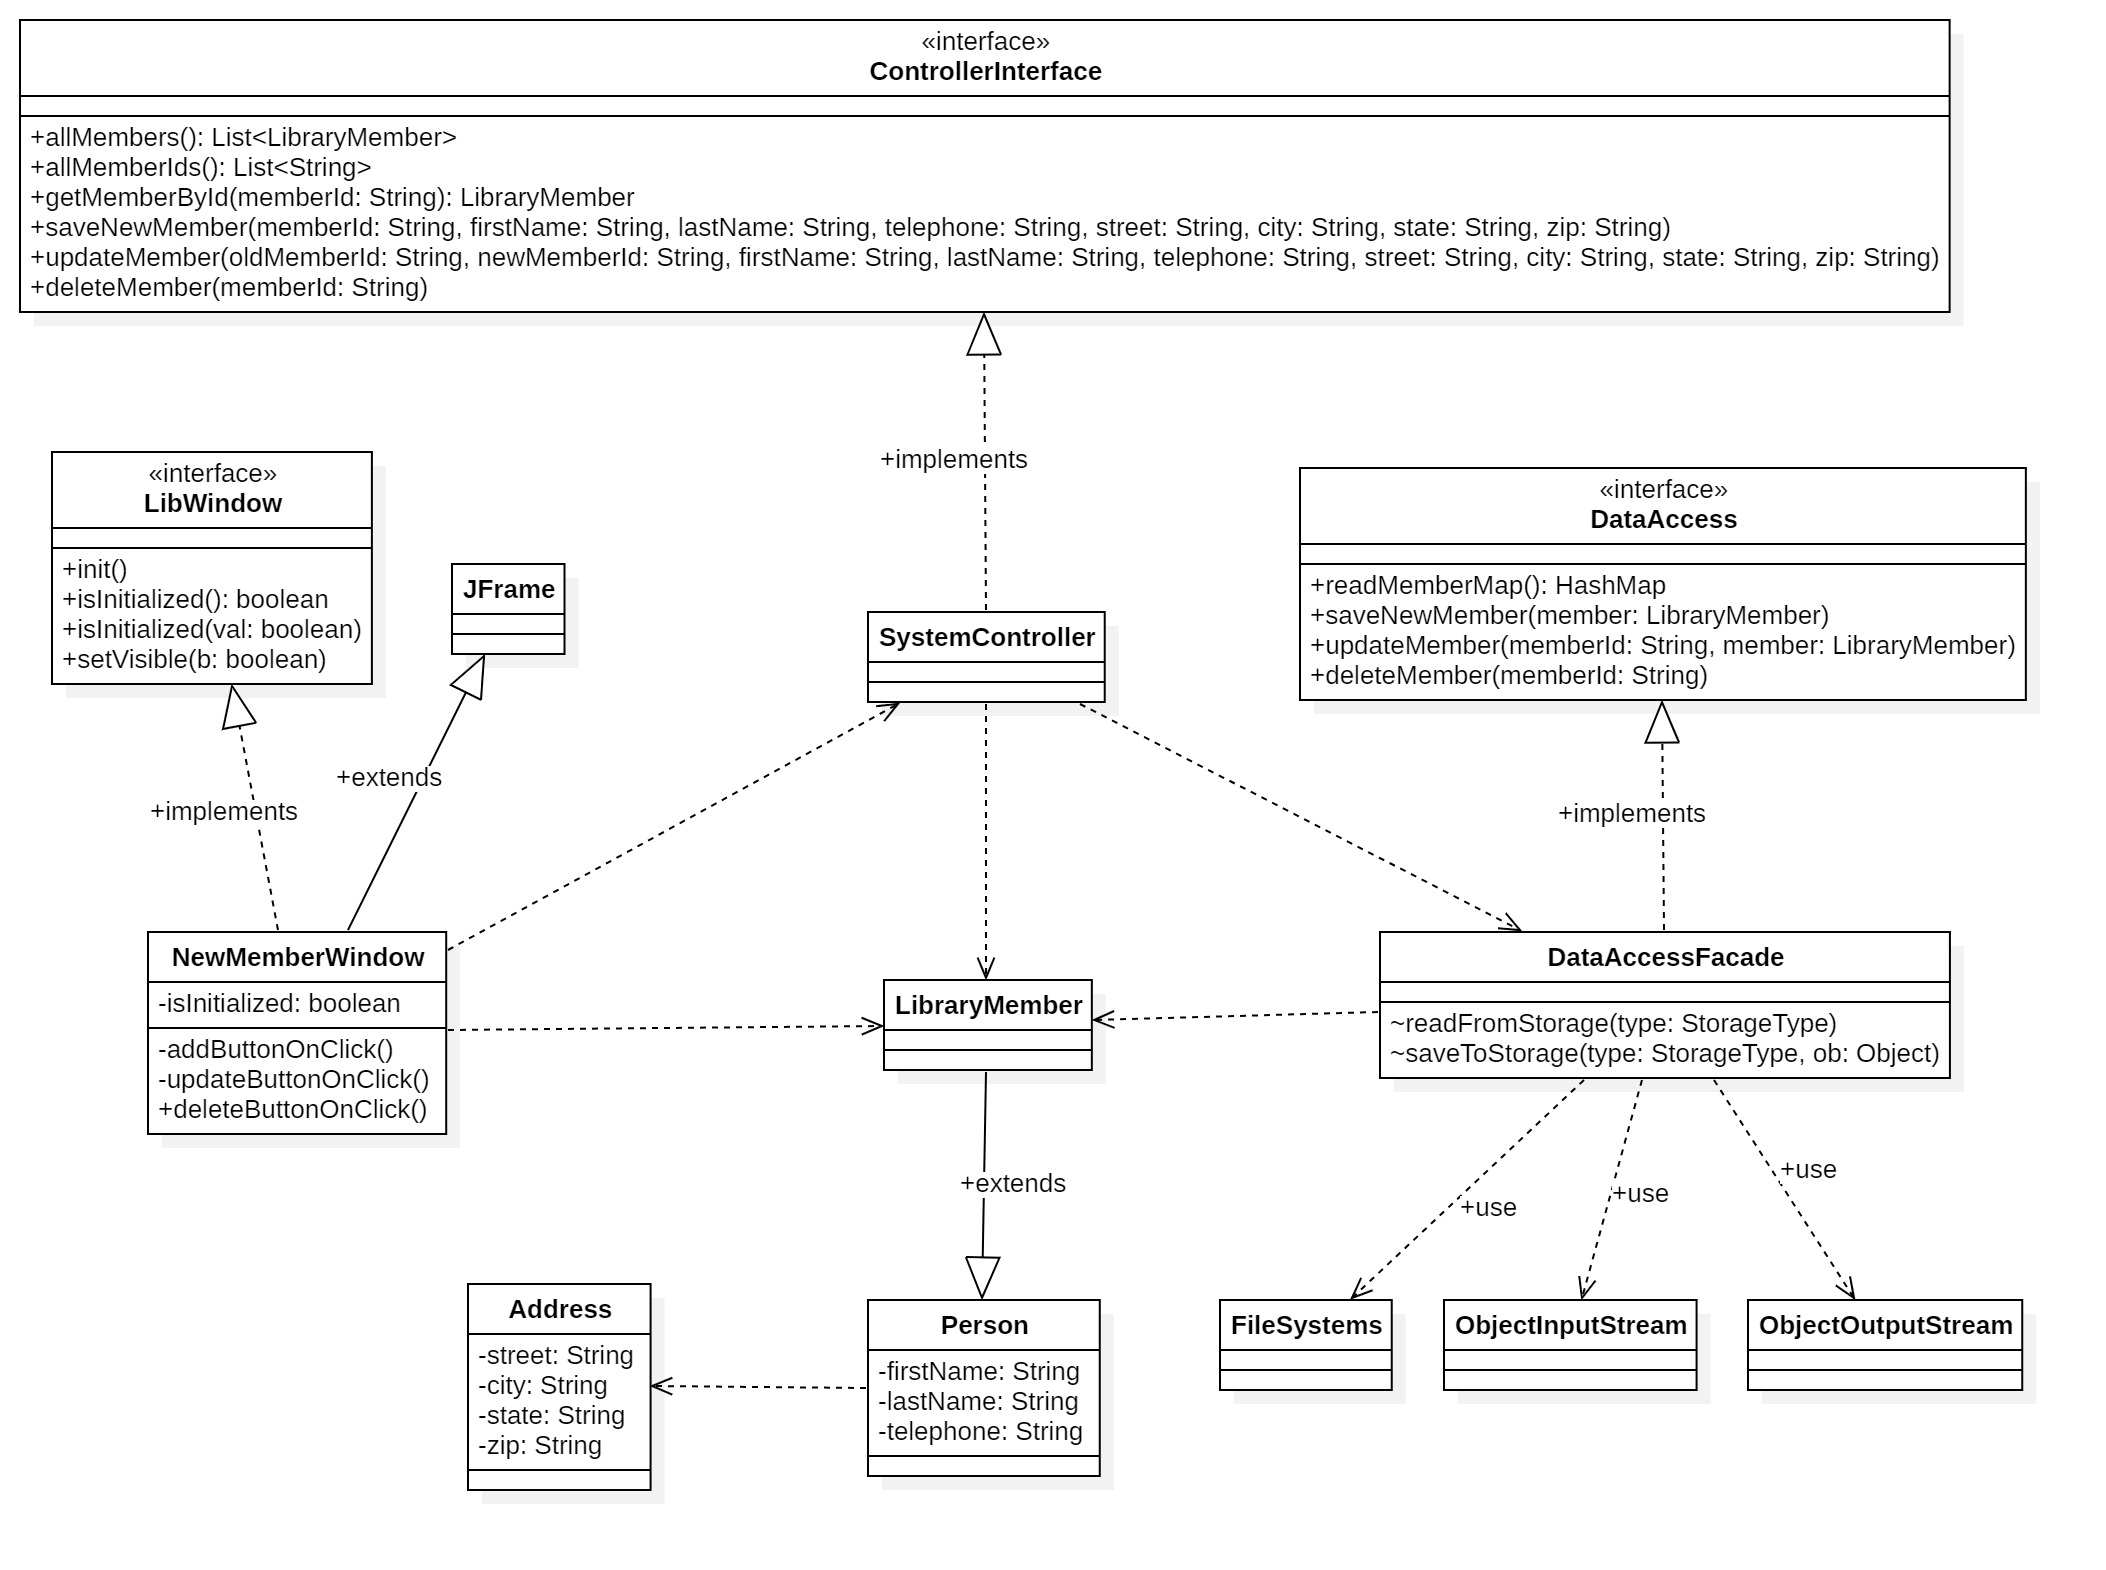 «interface»
ControllerInterface
+allMembers(): List<LibraryMember>
+allMemberIds(): List<String>
+getMemberById(memberId: String): LibraryMember
+saveNewMember(memberId: String, firstName: String, lastName: String, telephone: String, street: String, city: String, state: String, zip: String)
+updateMember(oldMemberId: String, newMemberId: String, firstName: String, lastName: String, telephone: String, street: String, city: String, state: String, zip: String)
+deleteMember(memberId: String)
+implements
«interface»
LibWindow
+init()
+isInitialized(): boolean
+isInitialized(val: boolean)
+setVisible(b: boolean)
JFrame
SystemController
«interface»
DataAccess
+readMemberMap(): HashMap
+saveNewMember(member: LibraryMember)
+updateMember(memberId: String, member: LibraryMember)
+deleteMember(memberId: String)
+implements
+extends
+implements
NewMemberWindow
-isInitialized: boolean
-addButtonOnClick()
-updateButtonOnClick()
+deleteButtonOnClick()
LibraryMember
DataAccessFacade
~readFromStorage(type: StorageType)
~saveToStorage(type: StorageType, ob: Object)
+extends
+use
+use
+use
Address
-street: String
-city: String
-state: String
-zip: String
Person
-firstName: String
-lastName: String
-telephone: String
FileSystems
ObjectInputStream
ObjectOutputStream